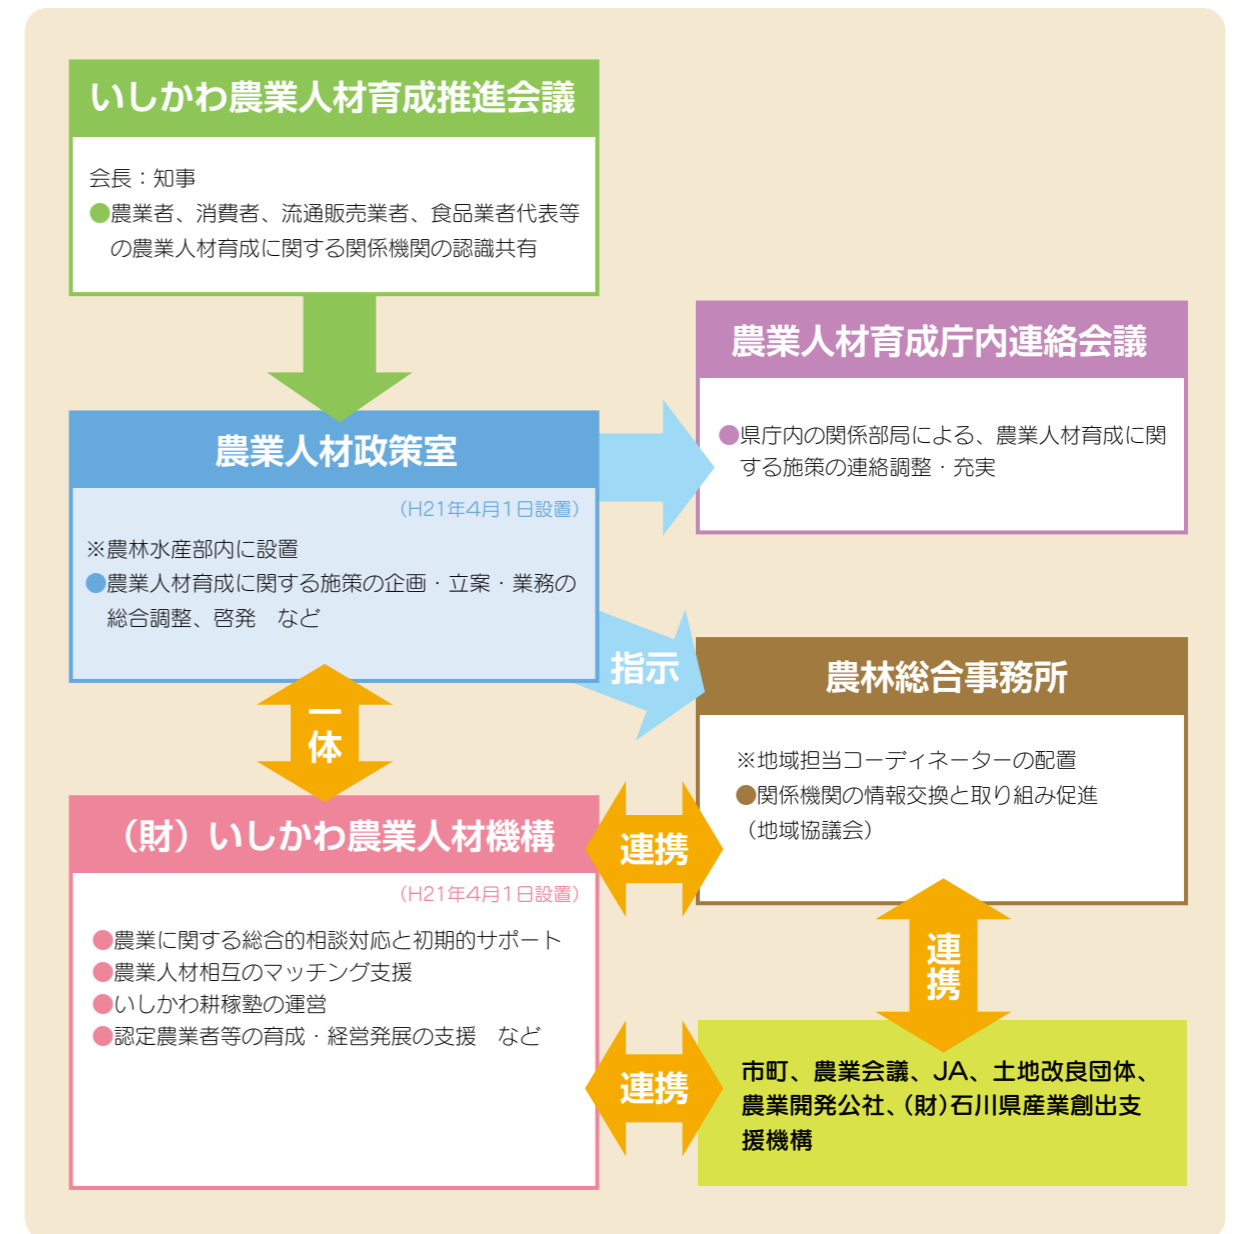 いしかわ農業人材育成推進会議
会長：知事
●農業者、消費者、流通販売業者、食品業者代表等
の農業人材育成に関する関係機関の認識共有
農業人材育成庁内連絡会議
●県庁内の関係部局による、農業人材育成に関
する施策の連絡調整・充実
農業人材政策室
（H21年4月1日設置）
※農林水産部内に設置
●農業人材育成に関する施策の企画・立案・業務の
総合調整、啓発　など
指示
農林総合事務所
※地域担当コーディネーターの配置
●関係機関の情報交換と取り組み促進
（地域協議会）
一体
（財）いしかわ農業人材機構
（H21年4月1日設置）
●農業に関する総合的相談対応と初期的サポート
●農業人材相互のマッチング支援
●いしかわ耕稼塾の運営
●認定農業者等の育成・経営発展の支援　など
連携
連携
連携
市町、農業会議、JA、土地改良団体、
農業開発公社、（財）石川県産業創出支
援機構